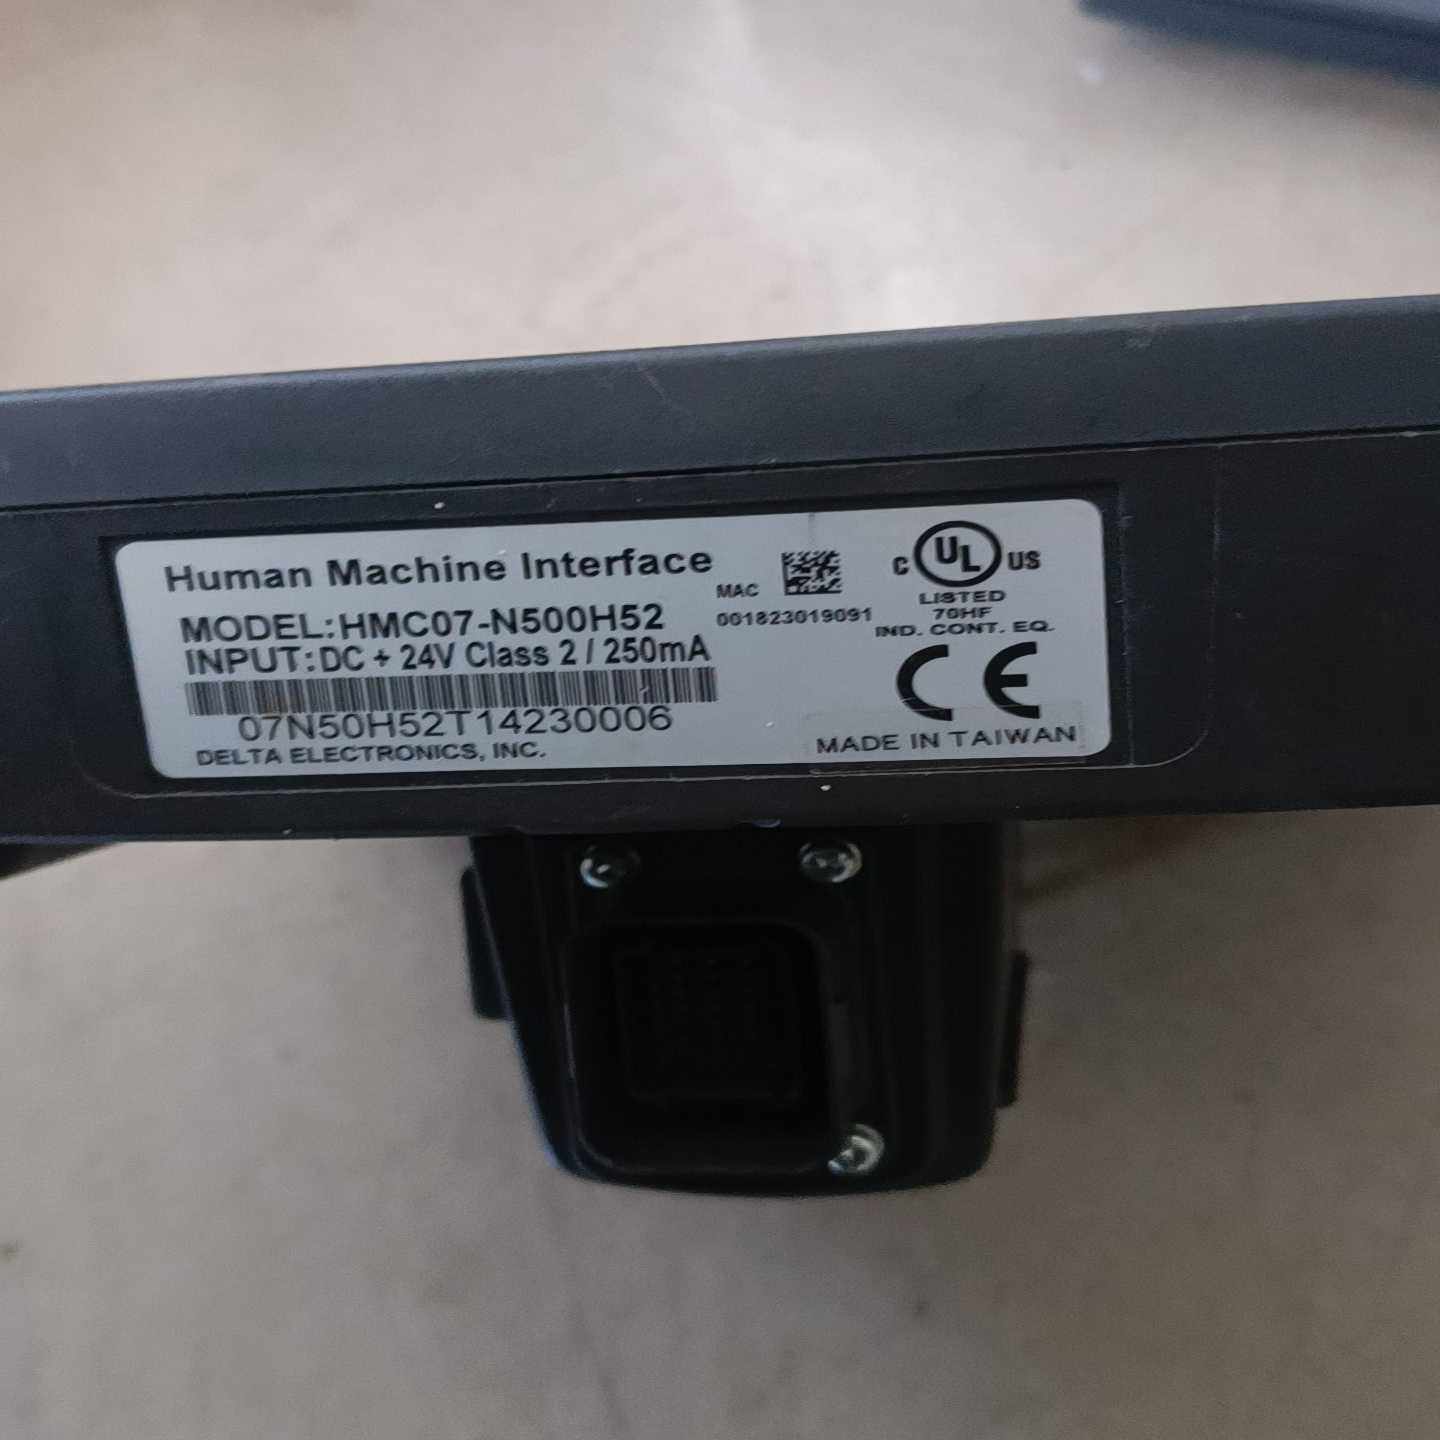 Human Machine Interface
MODEL:HMC07-N500H52
INPUT:DC + 24V Class 2 / 250mA
07N50H52T14230006
DELTA ELECTRONICS, INC.
MAC
001823019091
C UL US
LISTED
70HF
IND. CONT. EQ.
CE
MADE IN TAIWAN